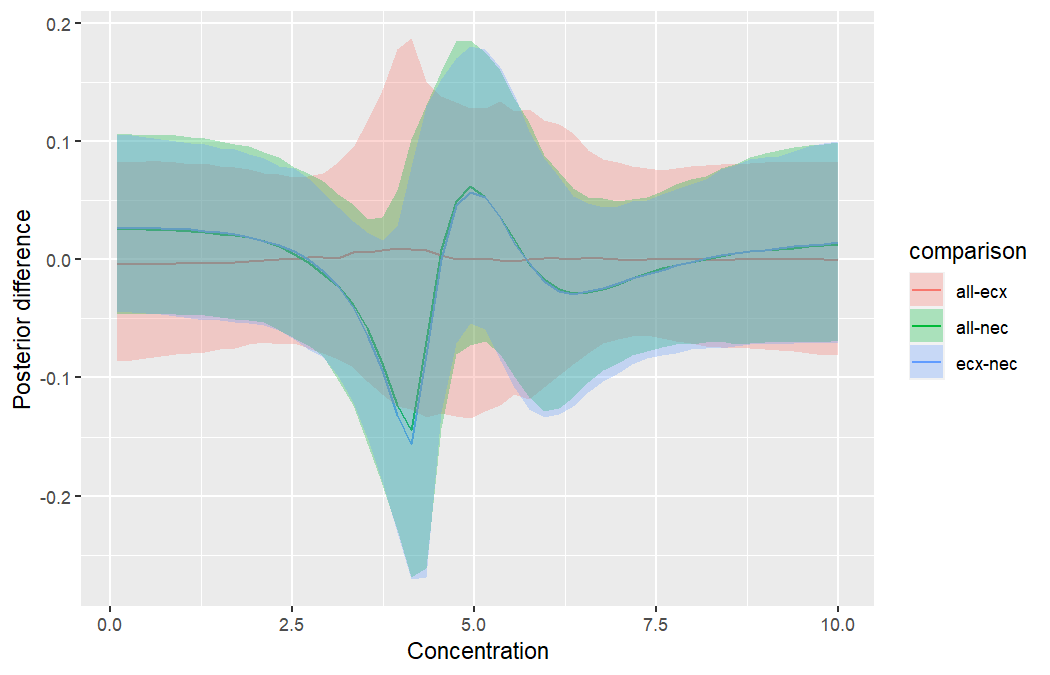 0.2
0.1
0.0
-0.1
-0.2
Posterior difference
0.0
2.5
5.0
7.5
10.0
Concentration
comparison
all-ecx
all-nec
ecx-nec